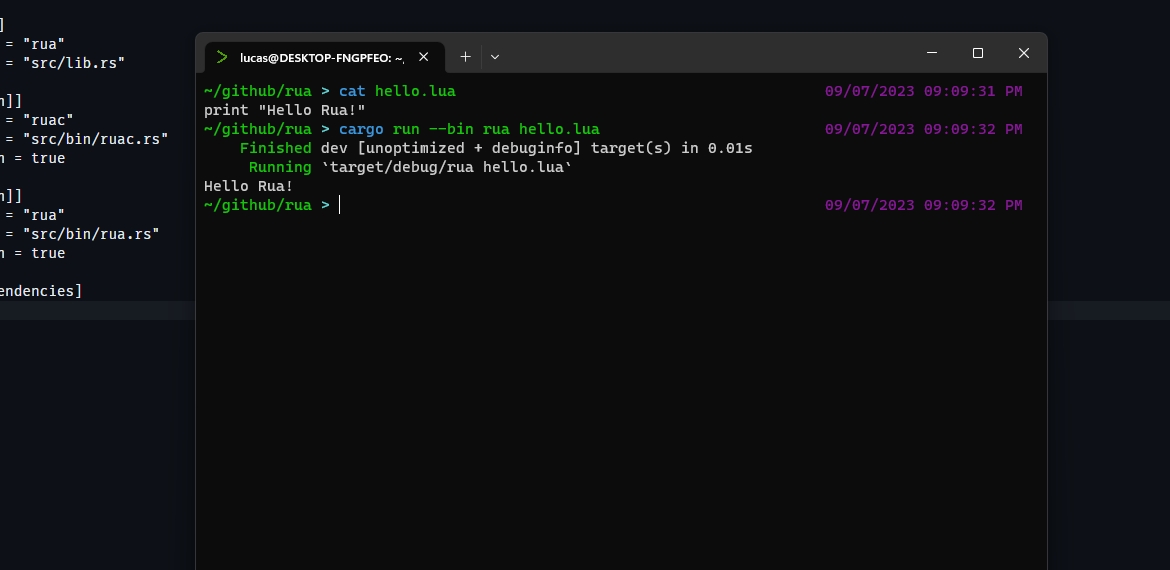 ]
= "rua"
= "src/lib.rs"
n]]
= "ruac"
= "src/bin/ruac.rs"
n = true
n]]
= "rua"
= "src/bin/rua.rs"
n = true
endencies]
lucas@DESKTOP-FNGPFEO: ~,
~/github/rua > cat hello.lua 09/07/2023 09:09:31 PM
print "Hello Rua!"
~/github/rua > cargo run --bin rua hello.lua 09/07/2023 09:09:32 PM
Finished dev [unoptimized + debuginfo] target(s) in 0.01s
Running `target/debug/rua hello.lua`
Hello Rua!
~/github/rua > 09/07/2023 09:09:32 PM